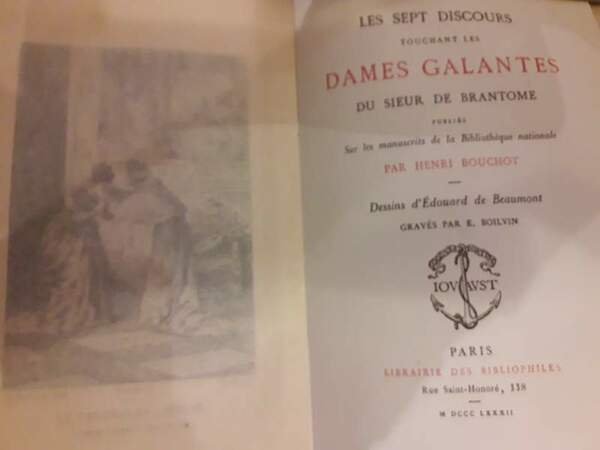 LES SEPT DISCOURS
TOUCHANT LES
DAMES GALANTES
DU SIEUR DE BRANTOME
PUBLIÉS
Sur les manuscrits de la Bibliothèque nationale
PAR HENRI BOUCHOT
Dessins d'Édouard de Beaumont
GRAVÉS PAR E. BOILVIN
IOVAVST
PARIS
LIBRAIRIE DES BIBLIOPHILES
Rue Saint-Honoré, 338
M DCCC LXXXII